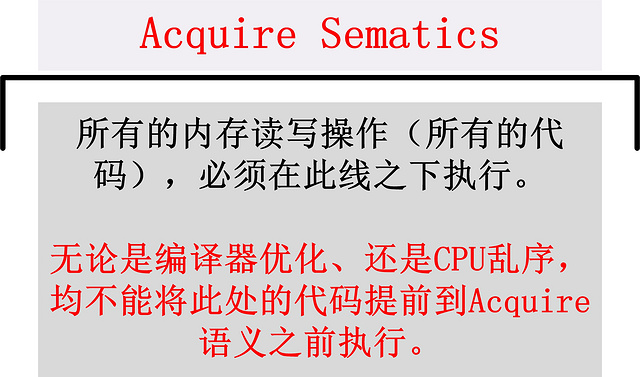 Acquire Sematics
所有的内存读写操作（所有的代
码），必须在此线之下执行。
无论是编译器优化、还是CPU乱序，
均不能将此处的代码提前到Acquire
语义之前执行。